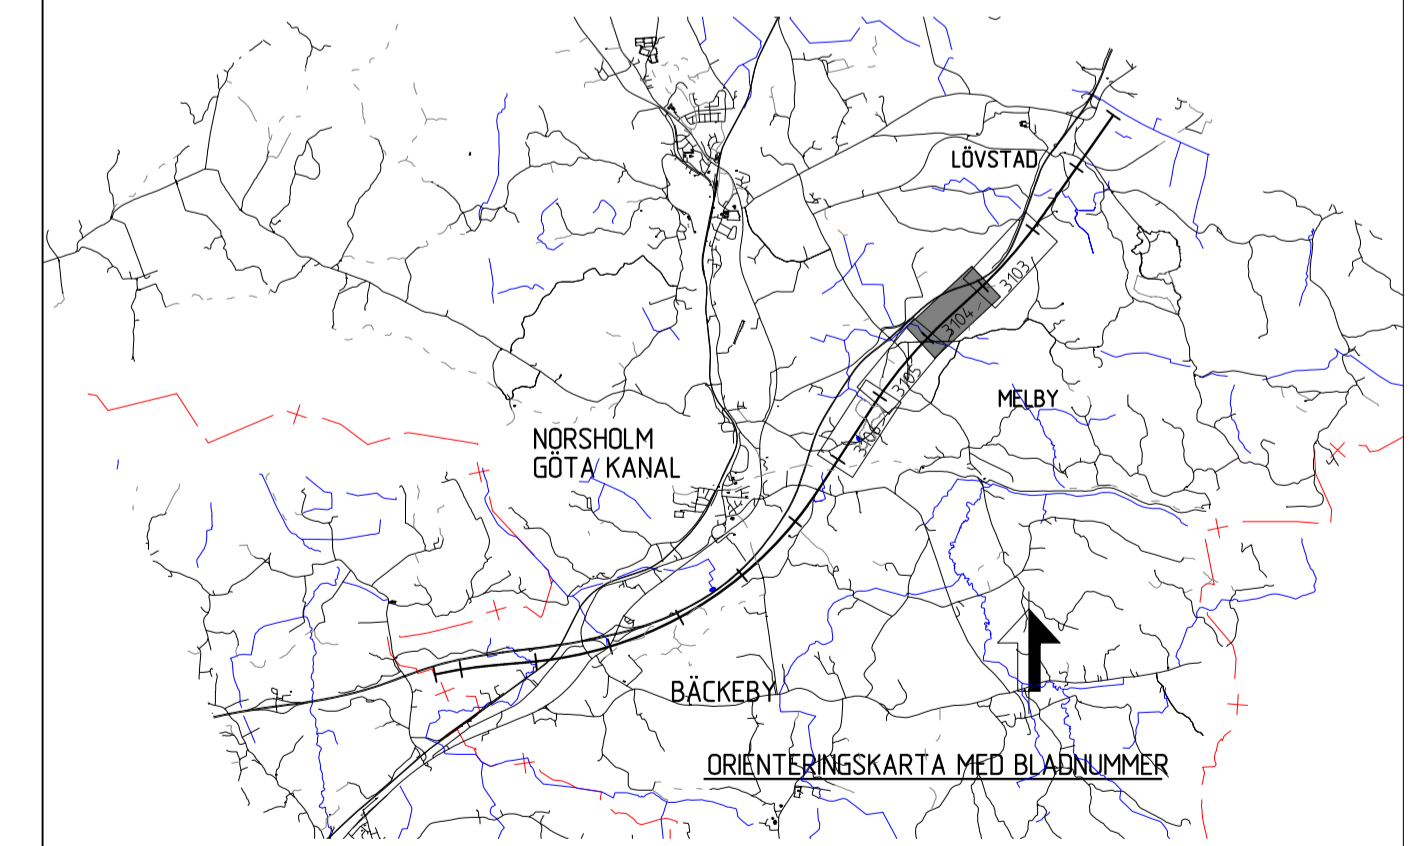 LÖVSTAD
3103
3104
3105
3106
MELBY
NORSHOLM
GÖTA KANAL
BÄCKEBY
ORIENTERINGSKARTA MED BLADNUMMER